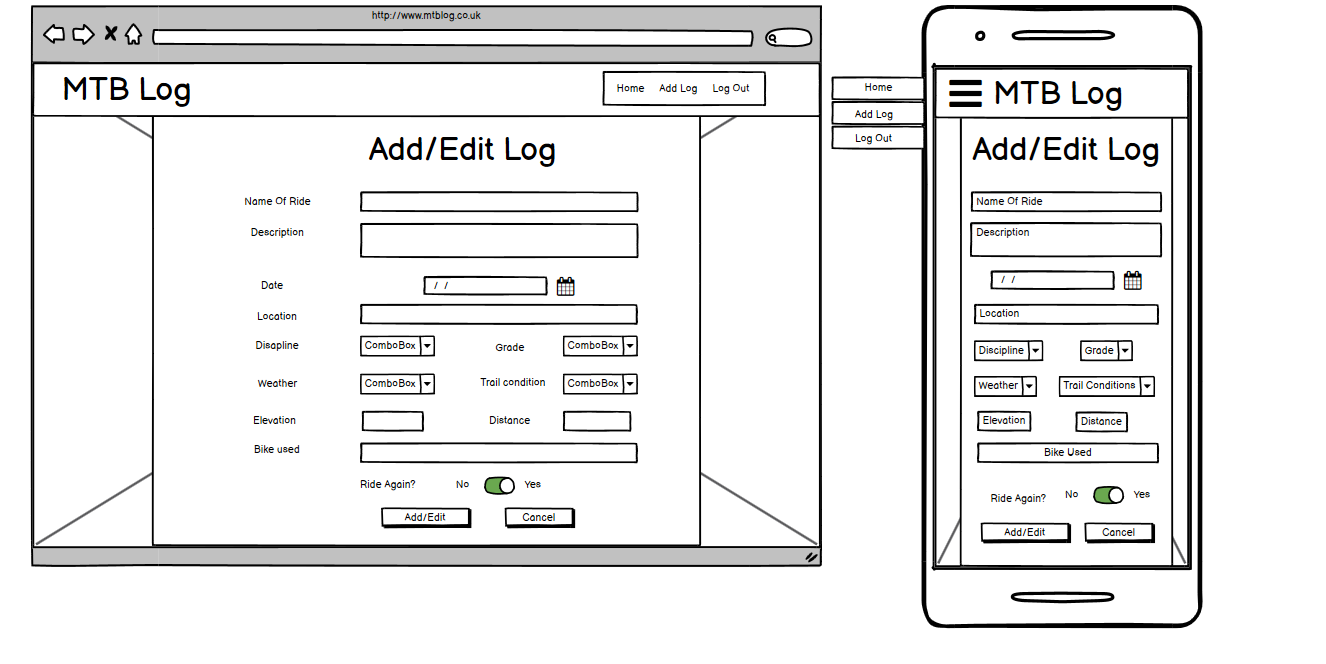 http://www.mtblog.co.uk
MTB Log
Home Add Log Log Out
Add/Edit Log
Name Of Ride
Description
Date / /
Location
Disapline ComboBox Grade ComboBox
Weather ComboBox Trail condition ComboBox
Elevation Distance
Bike used
Ride Again? No Yes
Add/Edit Cancel
Home
Add Log
Log Out
MTB Log
Add/Edit Log
Name Of Ride
Description
/ /
Location
Discipline Grade
Weather Trail Conditions
Elevation Distance
Bike Used
Ride Again? No Yes
Add/Edit Cancel